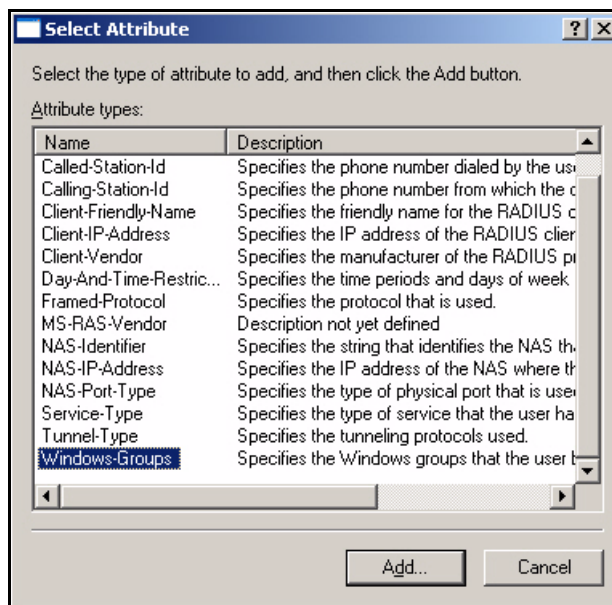 Select Attribute
Select the type of attribute to add, and then click the Add button.
Attribute types:
Name Description
Called-Station-Id Specifies the phone number dialed by the
Calling-Station-Id Specifies the phone number from which the
Client-Friendly-Name Specifies the friendly name for the RADIUS
Client-IP-Address Specifies the IP address of the RADIUS
Client-Vendor Specifies the manufacturer of the RADIUS
Day-And-Time-Restric... Specifies the time periods and days of week
Framed-Protocol Specifies the protocol that is used.
MS-RAS-Vendor Description not yet defined
NAS-Identifier Specifies the string that identifies the NAS
NAS-IP-Address Specifies the IP address of the NAS where
NAS-Port-Type Specifies the type of physical port that is
Service-Type Specifies the type of service that the user
Tunnel-Type Specifies the tunneling protocols used.
Windows-Groups Specifies the Windows groups that the user
Add... Cancel